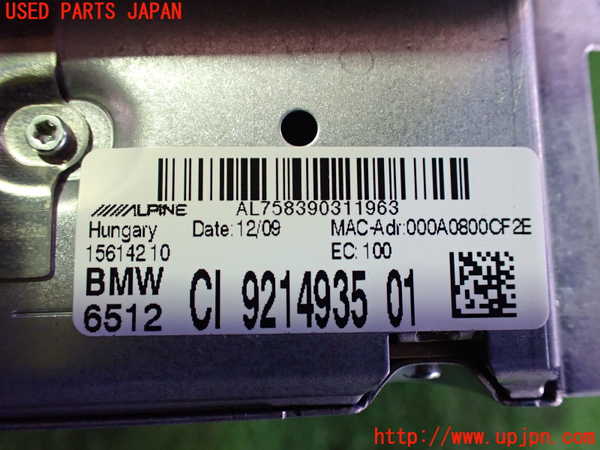 USED PARTS JAPAN
ALPINE AL758390311963
Hungary Date: 12/09 MAC-Adr:000A0800CF2E
15614210 EC: 100
BMW
6512 CI 9214935 01
http://www.upjpn.com/